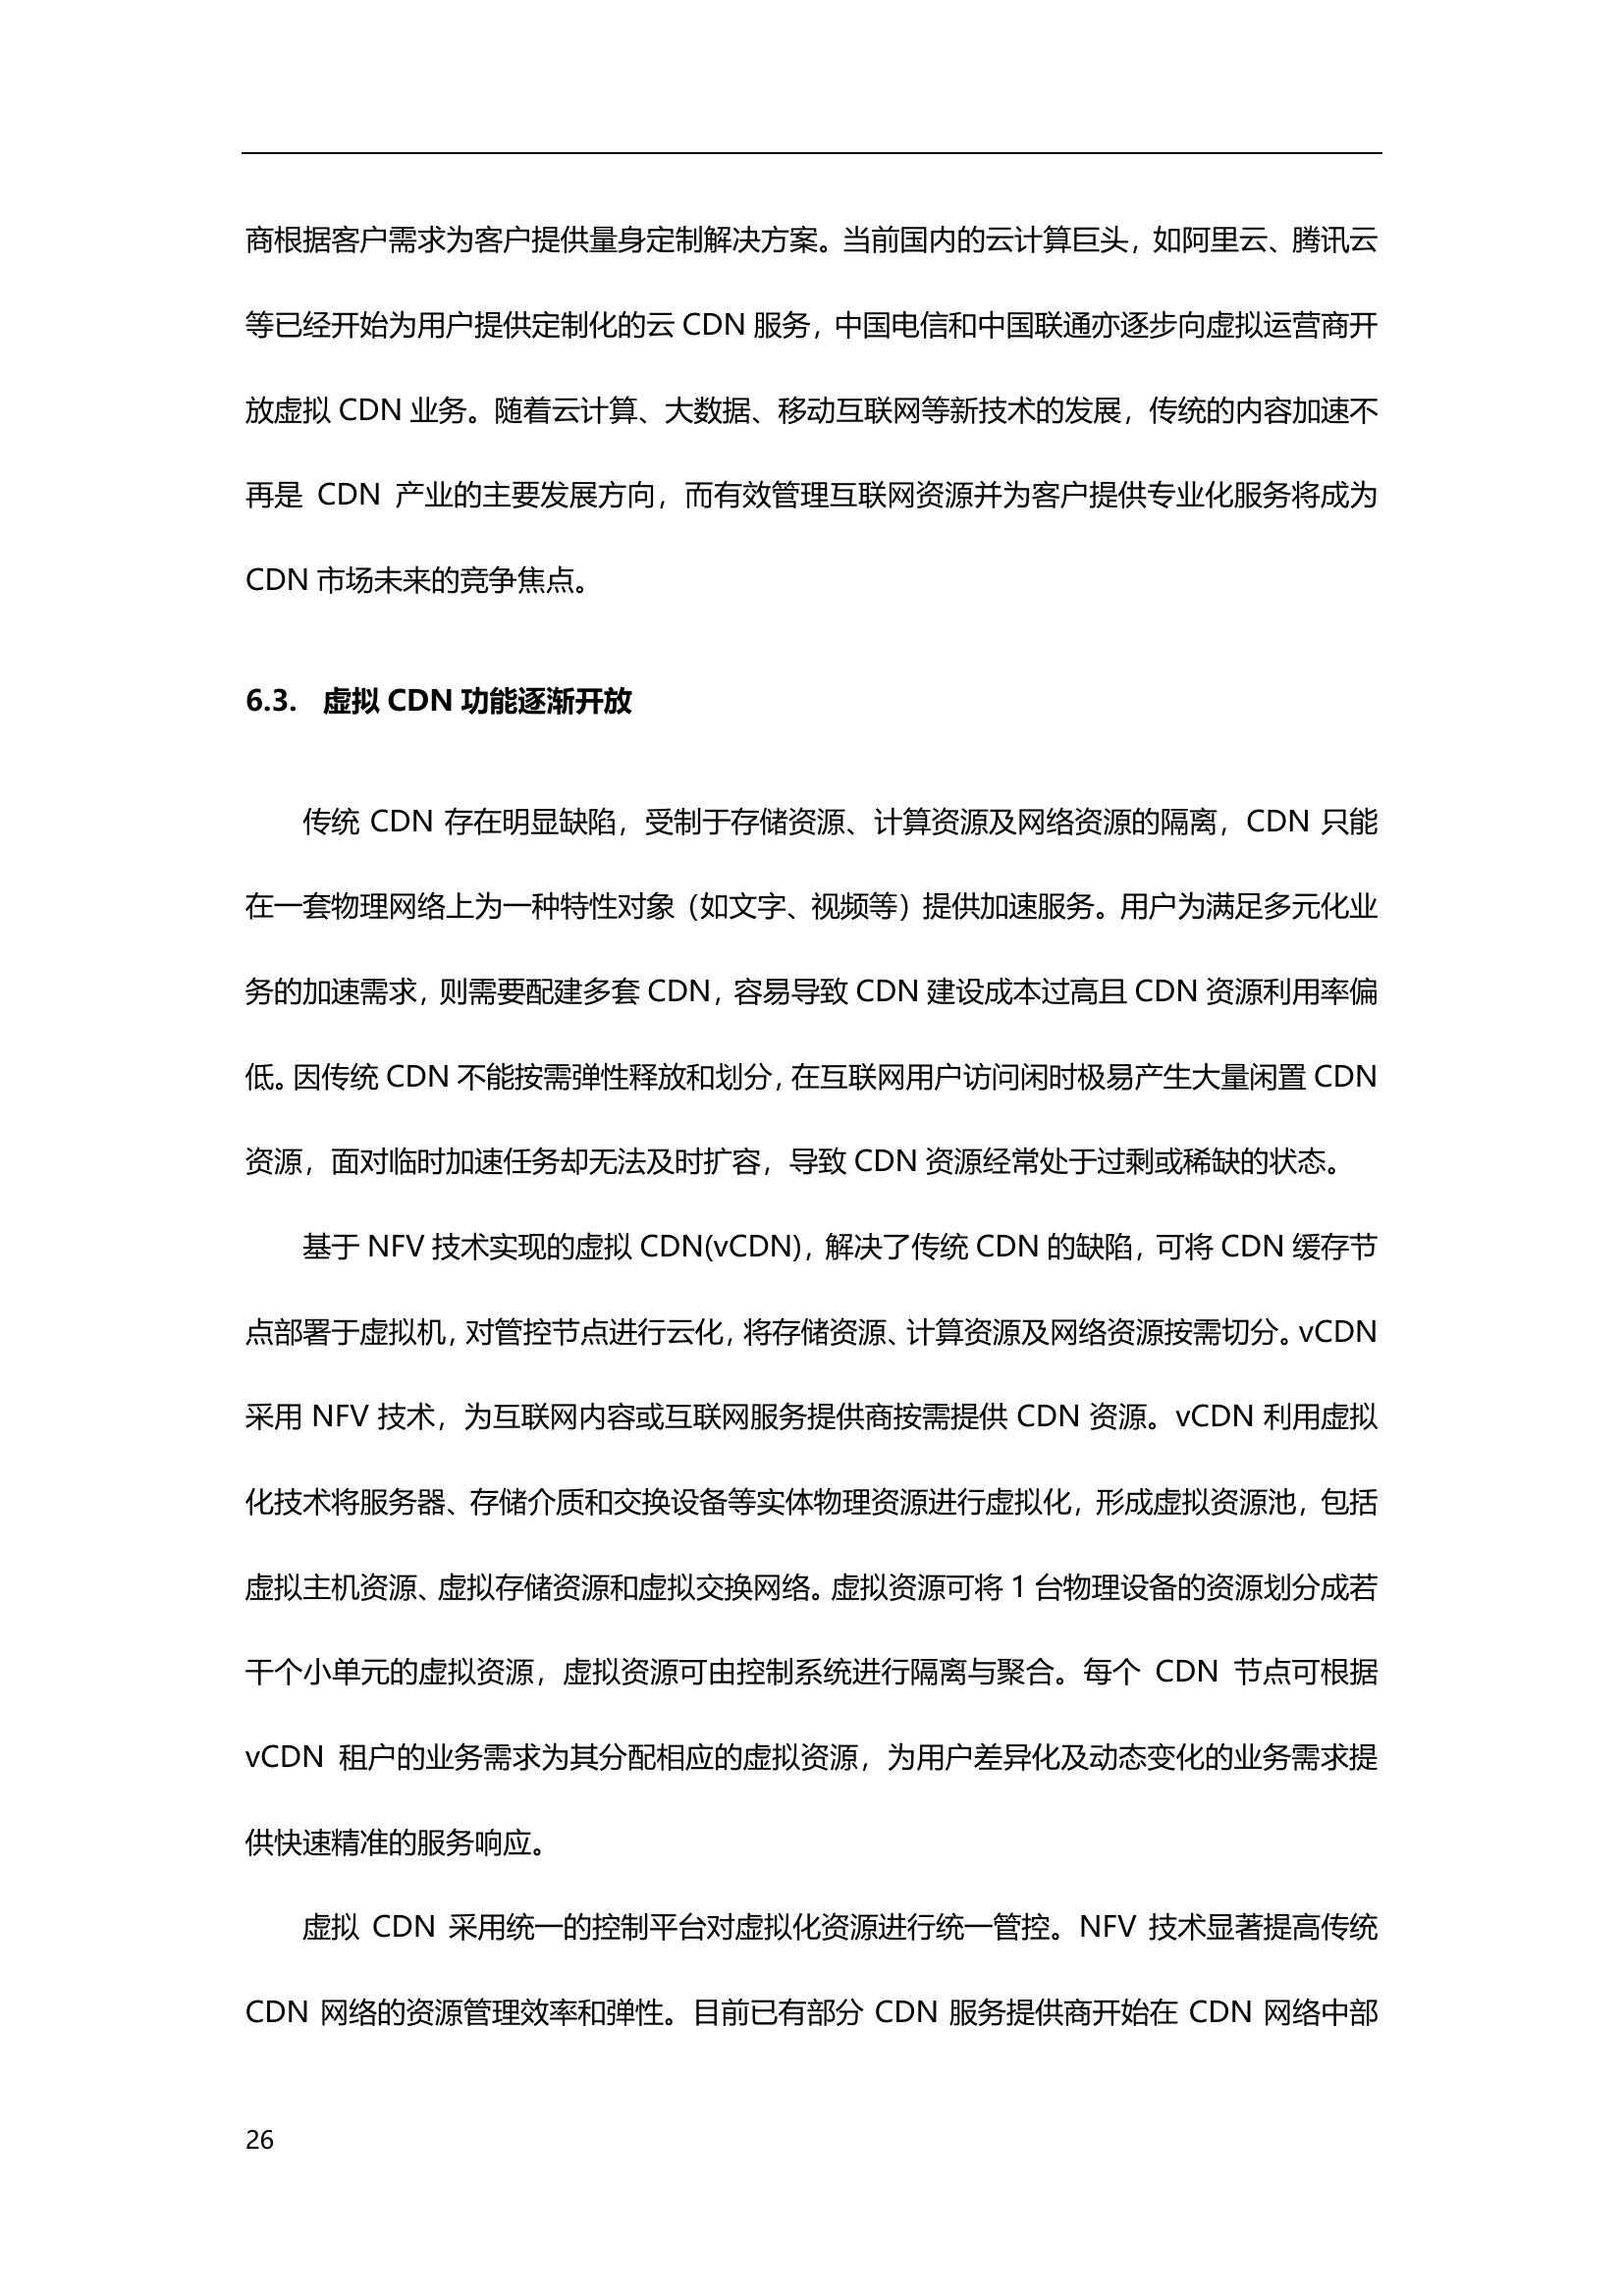 商根据客户需求为客户提供量身定制解决方案。当前国内的云计算巨头，如阿里云、腾讯云
等已经开始为用户提供定制化的云 CDN 服务，中国电信和中国联通亦逐步向虚拟运营商开
放虚拟 CDN 业务。随着云计算、大数据、移动互联网等新技术的发展，传统的内容加速不
再是 CDN 产业的主要发展方向，而有效管理互联网资源并为客户提供专业化服务将成为
CDN 市场未来的竞争焦点。
6.3. 虚拟 CDN 功能逐渐开放
传统 CDN 存在明显缺陷，受制于存储资源、计算资源及网络资源的隔离，CDN 只能
在一套物理网络上为一种特性对象（如文字、视频等）提供加速服务。用户为满足多元化业
务的加速需求，则需要配建多套 CDN，容易导致 CDN 建设成本过高且 CDN 资源利用率偏
低。因传统 CDN 不能按需弹性释放和划分，在互联网用户访问闲时极易产生大量闲置 CDN
资源，面对临时加速任务却无法及时扩容，导致 CDN 资源经常处于过剩或稀缺的状态。
基于 NFV 技术实现的虚拟 CDN(vCDN)，解决了传统 CDN 的缺陷，可将 CDN 缓存节
点部署于虚拟机，对管控节点进行云化，将存储资源、计算资源及网络资源按需切分。vCDN
采用 NFV 技术，为互联网内容或互联网服务提供商按需提供 CDN 资源。vCDN 利用虚拟
化技术将服务器、存储介质和交换设备等实体物理资源进行虚拟化，形成虚拟资源池，包括
虚拟主机资源、虚拟存储资源和虚拟交换网络。虚拟资源可将 1 台物理设备的资源划分成若
干个小单元的虚拟资源，虚拟资源可由控制系统进行隔离与聚合。每个 CDN 节点可根据
vCDN 租户的业务需求为其分配相应的虚拟资源，为用户差异化及动态变化的业务需求提
供快速精准的服务响应。
虚拟 CDN 采用统一的控制平台对虚拟化资源进行统一管控。NFV 技术显著提高传统
CDN 网络的资源管理效率和弹性。目前已有部分 CDN 服务提供商开始在 CDN 网络中部
26